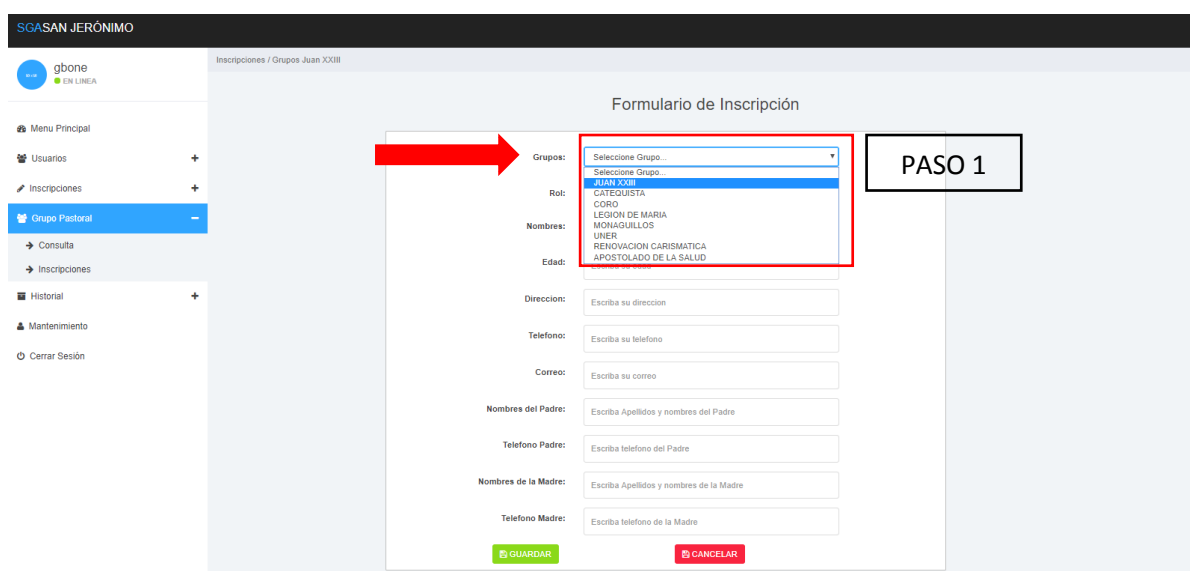 SGASAN JERÓNIMO
gbone
EN LINEA
Menu Principal
Usuarios +
Inscripciones +
Grupo Pastoral −
Consulta
Inscripciones
Historial +
Mantenimiento
Cerrar Sesión
Inscripciones / Grupos Juan XXIII
Formulario de Inscripción
Grupos: Seleccione Grupo...
Seleccione Grupo...
JUAN XXIII
CATEQUISTA
CORO
LEGION DE MARIA
MONAGUILLOS
UNER
RENOVACION CARISMATICA
APOSTOLADO DE LA SALUD
PASO 1
Rol:
Nombres:
Edad:
Direccion: Escriba su direccion
Telefono: Escriba su telefono
Correo: Escriba su correo
Nombres del Padre: Escriba Apellidos y nombres del Padre
Telefono Padre: Escriba telefono del Padre
Nombres de la Madre: Escriba Apellidos y nombres de la Madre
Telefono Madre: Escriba telefono de la Madre
GUARDAR
CANCELAR